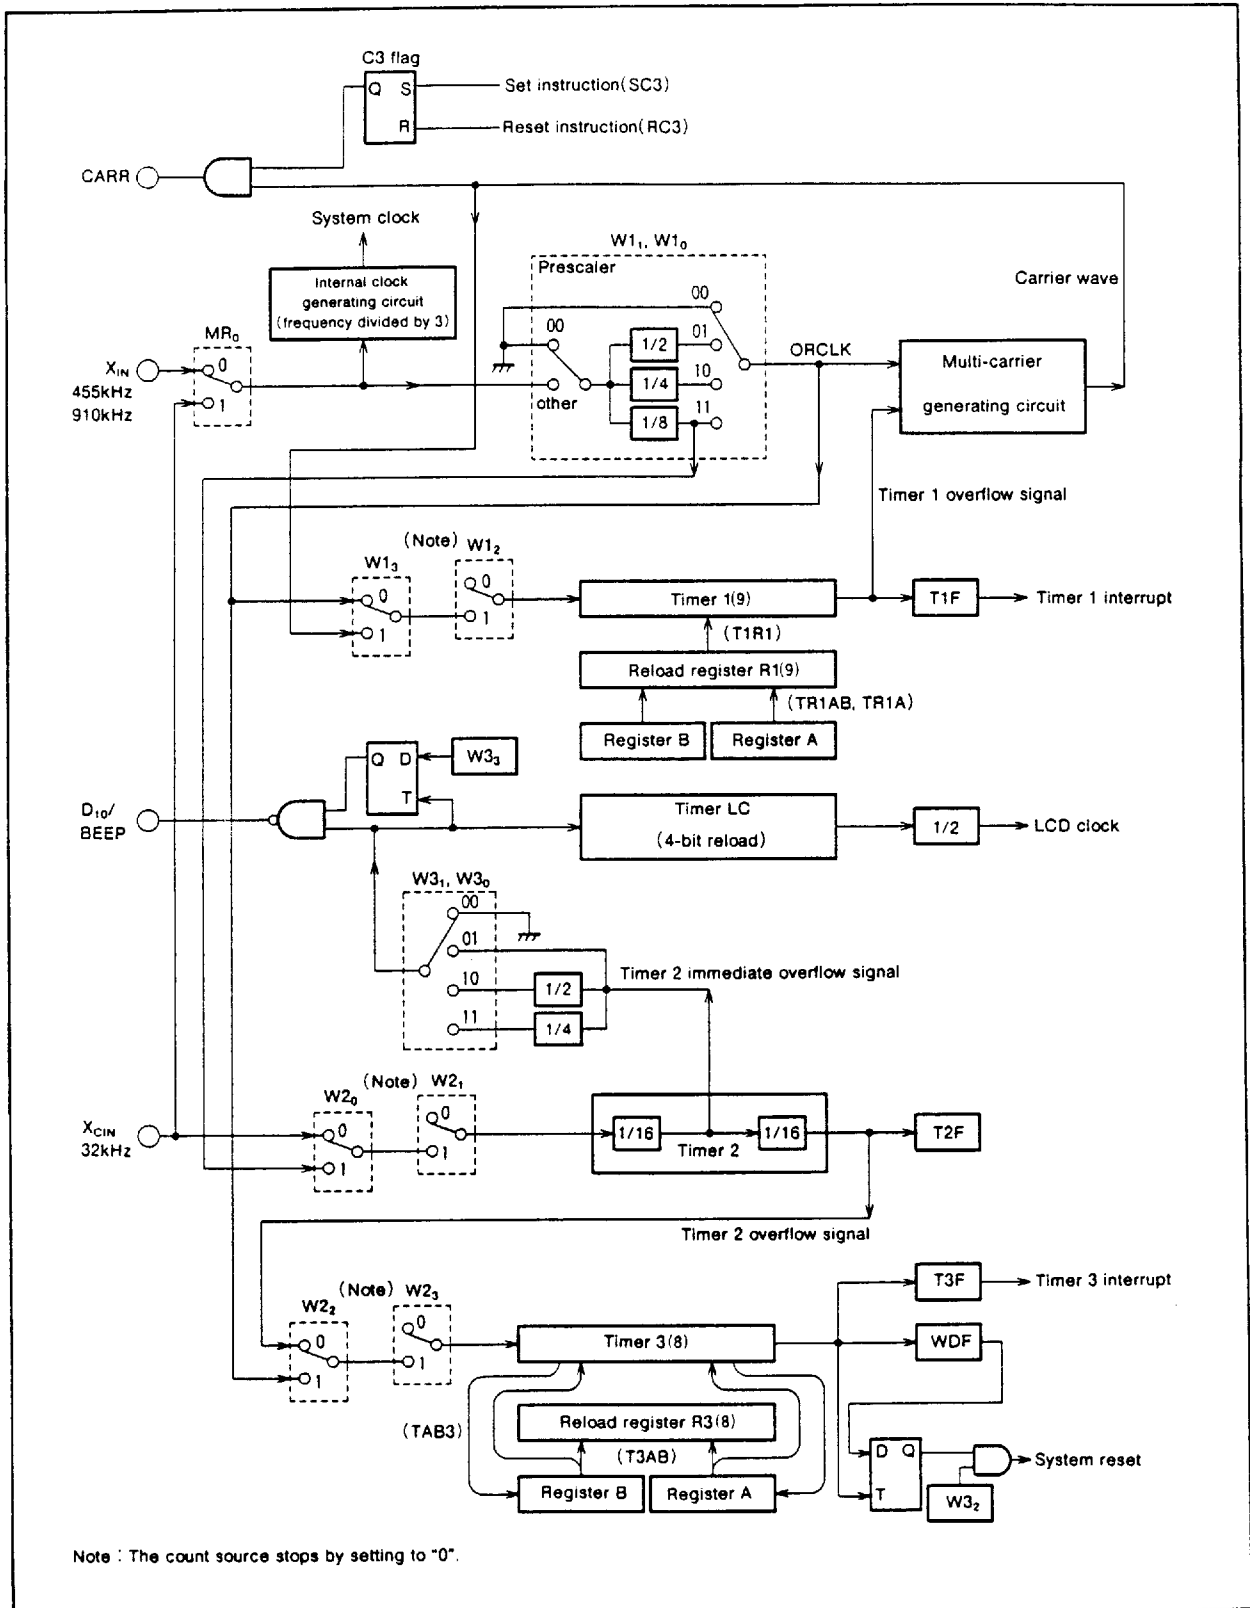 C3 flag
Q S
R
Set instruction(SC3)
Reset instruction(RC3)
CARR
System clock
Internal clock
generating circuit
(frequency divided by 3)
W1₁, W1₀
Prescaler
00
01
10
11
00
other
1/2
1/4
1/8
ORCLK
Multi-carrier
generating circuit
Carrier wave
MR₀
0
1
X_IN
455kHz
910kHz
Timer 1 overflow signal
(Note)
W1₃
0
1
W1₂
0
1
Timer 1(9)
T1F
Timer 1 interrupt
(T1R1)
Reload register R1(9)
(TR1AB, TR1A)
Register B
Register A
Q D
T
W3₃
D₁₀/
BEEP
Timer LC
(4-bit reload)
1/2
LCD clock
W3₁, W3₀
00
01
10
11
1/2
1/4
Timer 2 immediate overflow signal
(Note)
W2₀
0
1
W2₁
0
1
X_CIN
32kHz
1/16
1/16
Timer 2
T2F
Timer 2 overflow signal
(Note)
W2₂
0
1
W2₃
0
1
Timer 3(8)
T3F
Timer 3 interrupt
WDF
(TAB3)
Reload register R3(8)
(T3AB)
Register B
Register A
D Q
T
W3₂
System reset
Note : The count source stops by setting to "0".